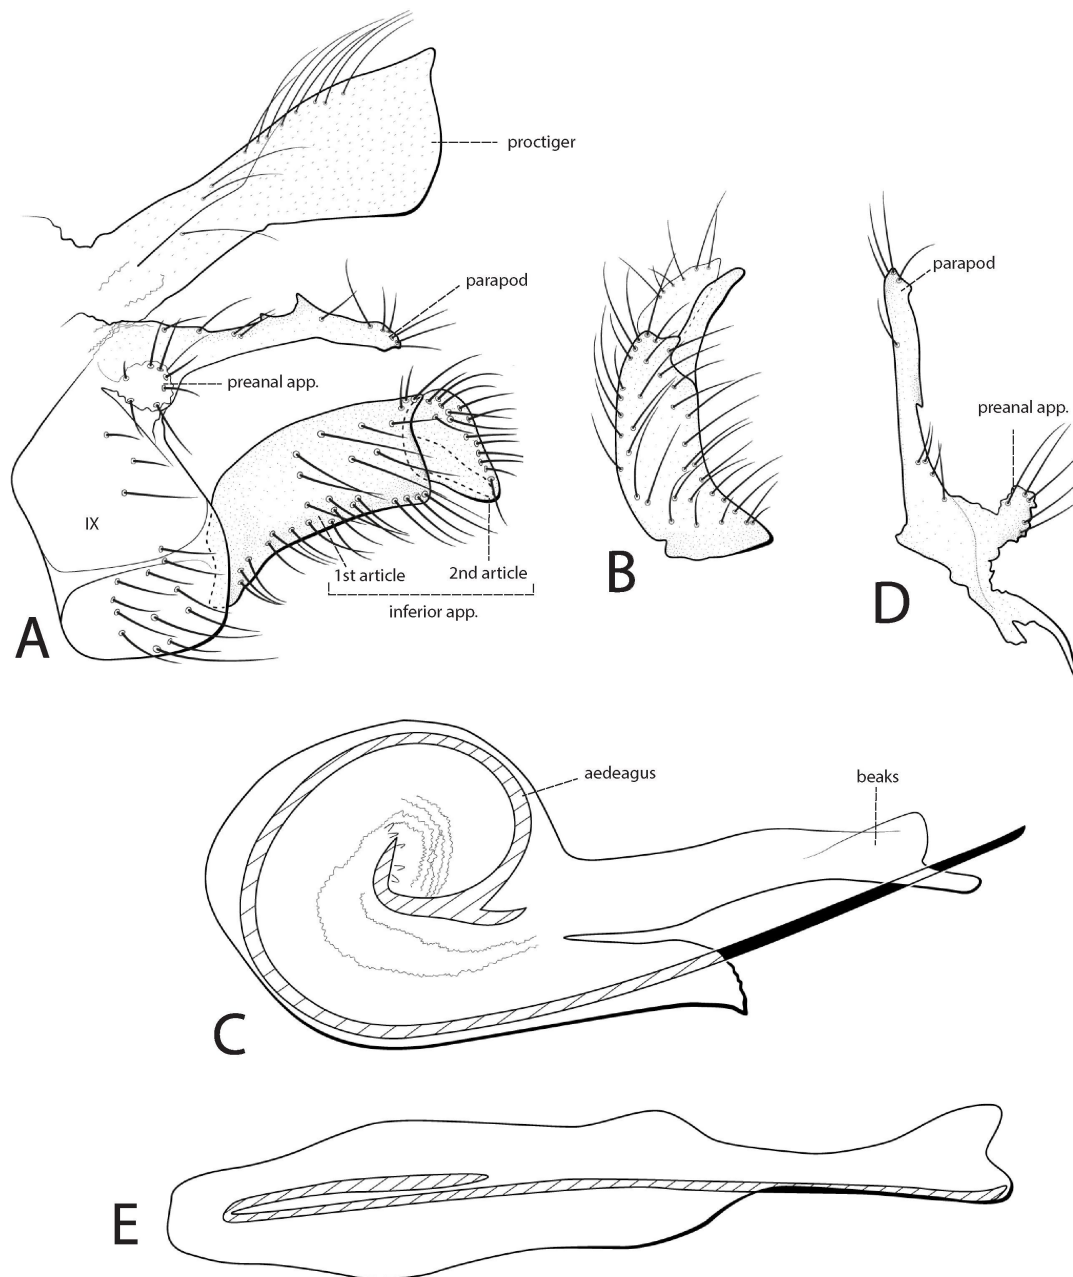 proctiger
parapod
preanal app.
IX
1st article
2nd article
inferior app.
A
B
parapod
preanal app.
D
aedeagus
beaks
C
E